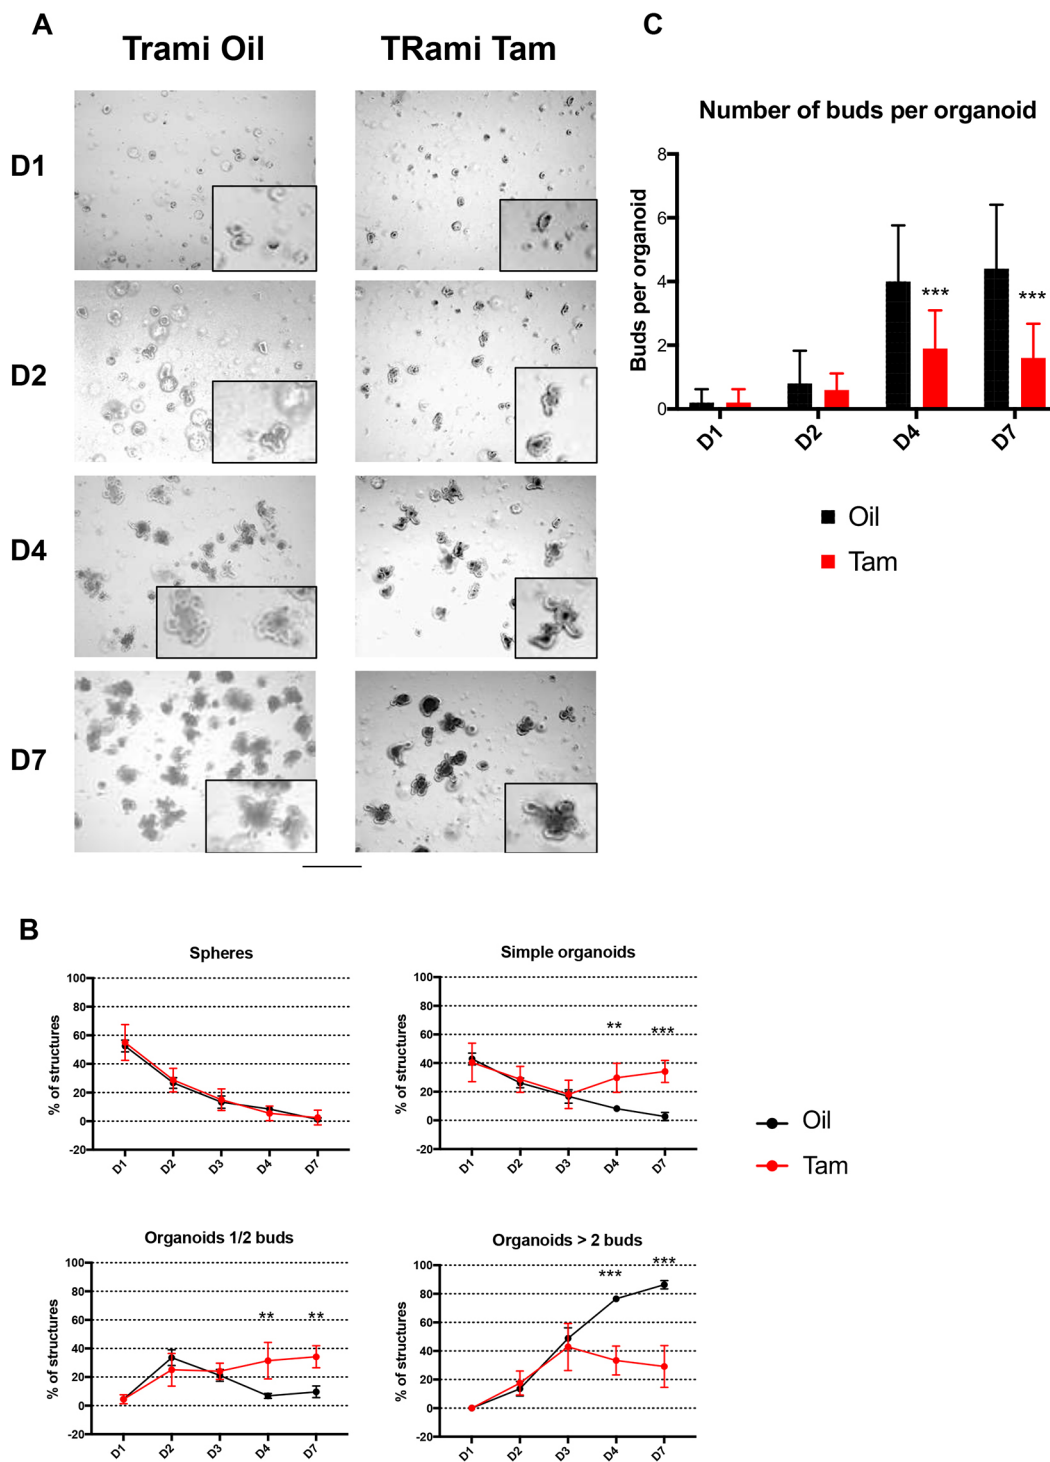 A
Trami Oil
TRami Tam
D1
D2
D4
D7
C
Number of buds per organoid
Buds per organoid
8
6
4
2
0
***
***
D1
D2
D4
D7
Oil
Tam
B
Spheres
% of structures
100
80
60
40
20
0
-20
D1
D2
D3
D4
D7
Simple organoids
% of structures
100
80
60
40
20
0
-20
**
***
D1
D2
D3
D4
D7
Oil
Tam
Organoids 1/2 buds
% of structures
100
80
60
40
20
0
-20
**
**
D1
D2
D3
D4
D7
Organoids > 2 buds
% of structures
100
80
60
40
20
0
-20
***
***
D1
D2
D3
D4
D7